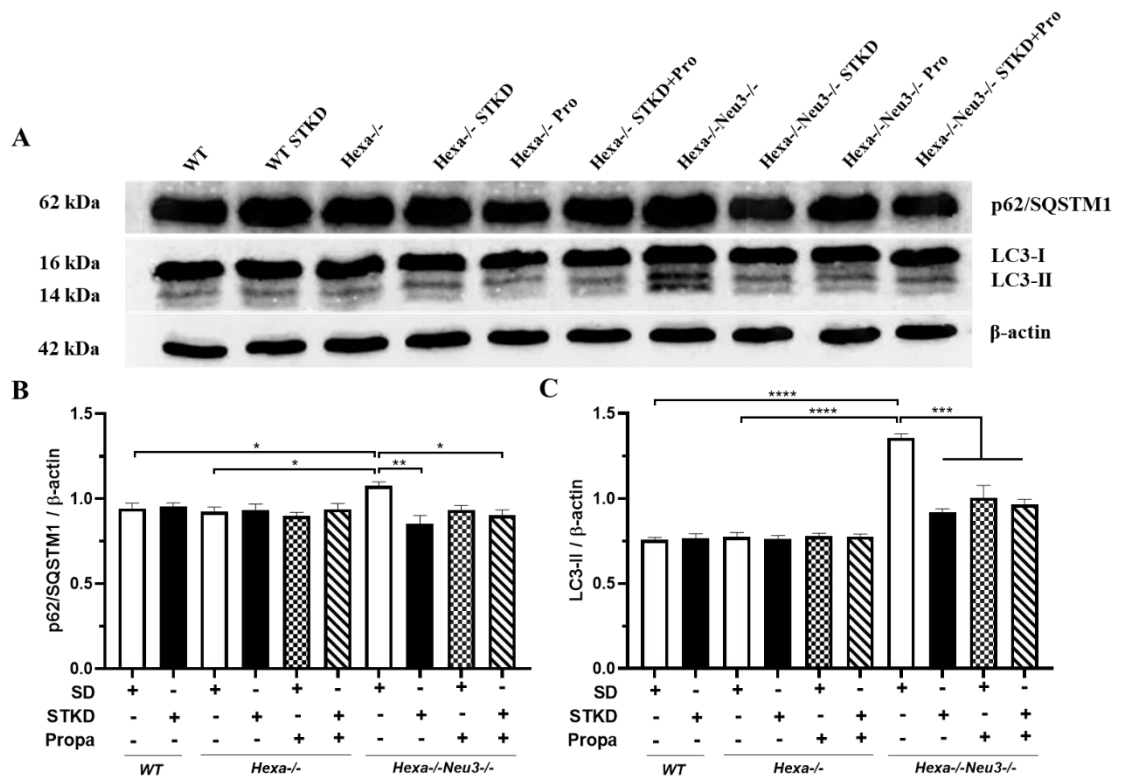 A
WT
WT STKD
Hexa-/-
Hexa-/- STKD
Hexa-/- Pro
Hexa-/- STKD+Pro
Hexa-/-Neu3-/-
Hexa-/-Neu3-/- STKD
Hexa-/-Neu3-/- Pro
Hexa-/-Neu3-/- STKD+Pro
62 kDa p62/SQSTM1
16 kDa LC3-I
14 kDa LC3-II
42 kDa β-actin
B
p62/SQSTM1 / β-actin
1.5
1.0
0.5
0.0
* *
* **
SD + - + - + - + - + -
STKD - + - + - + - + - +
Propa - - - - + + - - + +
WT Hexa-/- Hexa-/-Neu3-/-
C
LC3-II / β-actin
1.5
1.0
0.5
0.0
****
**** ***
SD + - + - + - + - + -
STKD - + - + - + - + - +
Propa - - - - + + - - + +
WT Hexa-/- Hexa-/-Neu3-/-